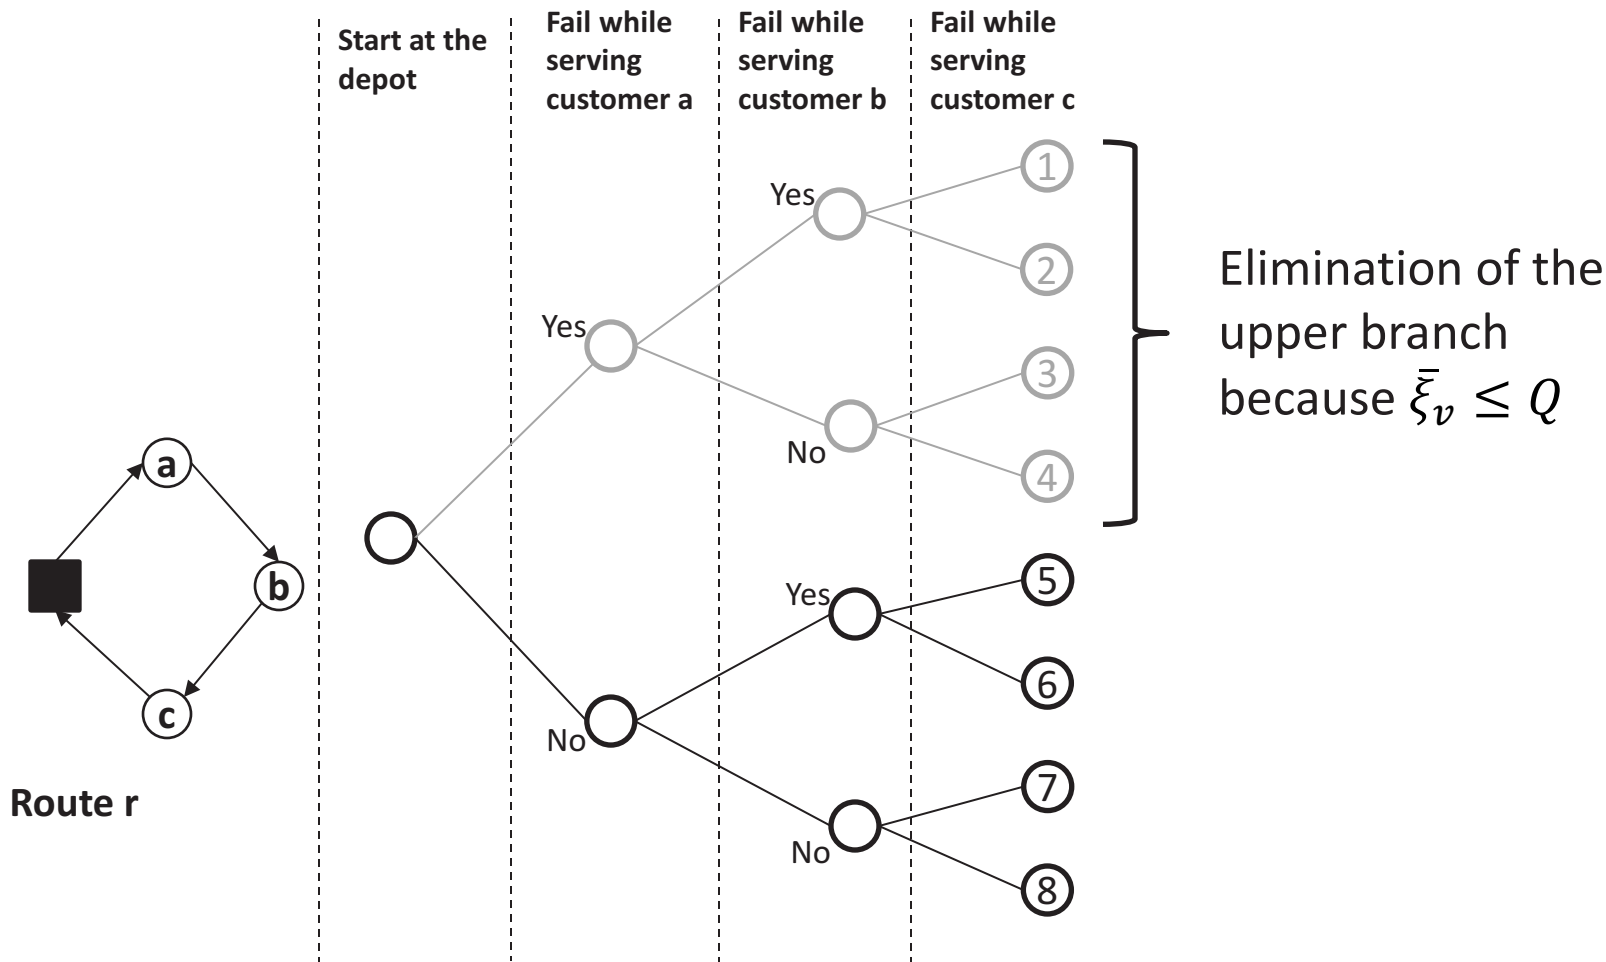 Start at the
depot
Fail while
serving
customer a
Fail while
serving
customer b
Fail while
serving
customer c
Yes
Yes
No
1
2
3
4
Elimination of the
upper branch
because ξ̄ᵥ ≤ Q
a
b
c
Route r
No
Yes
No
5
6
7
8